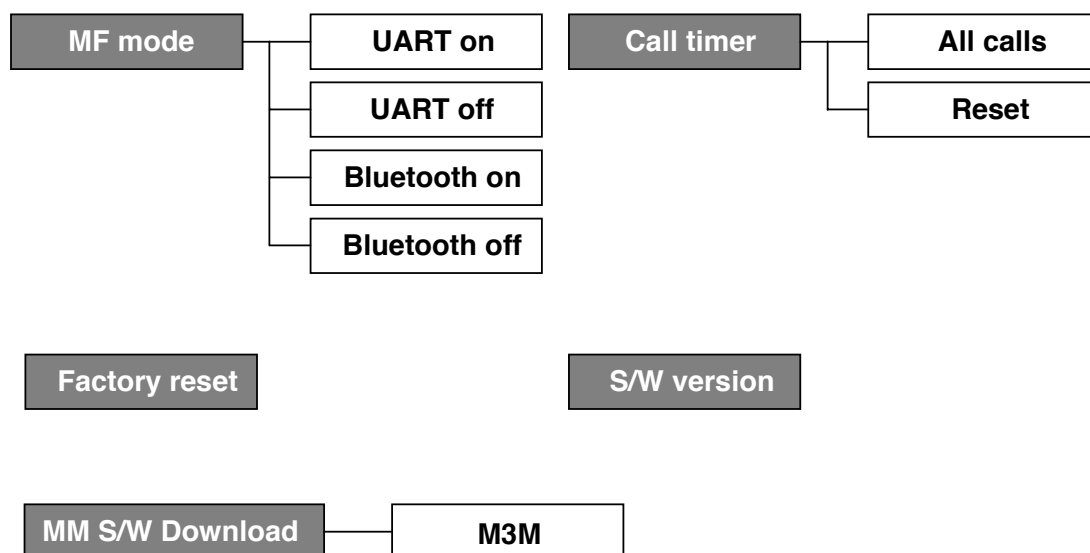 MF mode
UART on
UART off
Bluetooth on
Bluetooth off
Call timer
All calls
Reset
Factory reset
S/W version
MM S/W Download
M3M